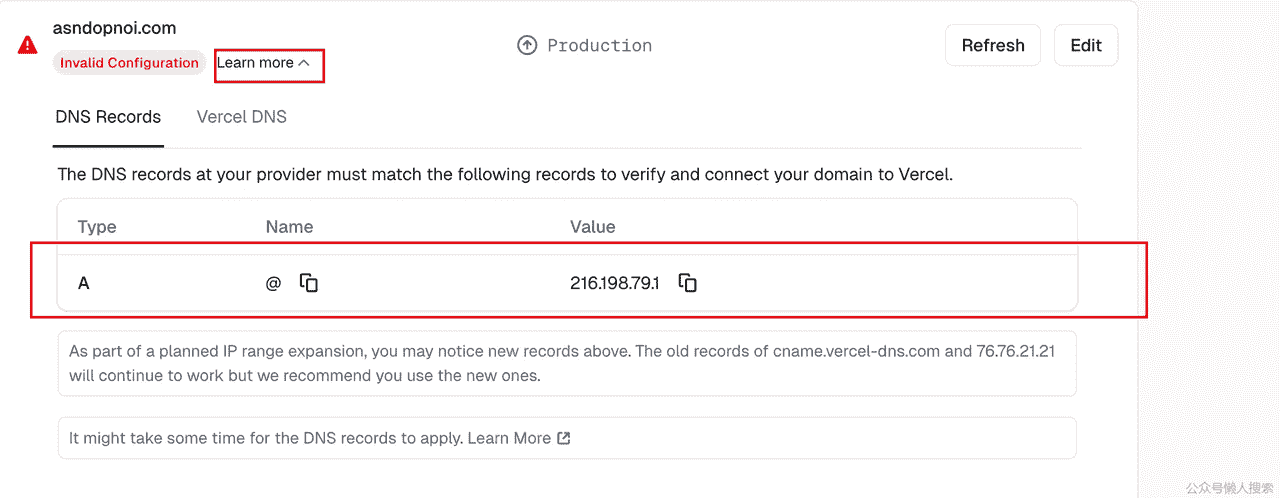 asndopnoi.com
Invalid Configuration Learn more
Production
Refresh Edit
DNS Records Vercel DNS
The DNS records at your provider must match the following records to verify and connect your domain to Vercel.
Type Name Value
A @ 216.198.79.1
As part of a planned IP range expansion, you may notice new records above. The old records of cname.vercel-dns.com and 76.76.21.21
will continue to work but we recommend you use the new ones.
It might take some time for the DNS records to apply. Learn More
公众号懒人搜索